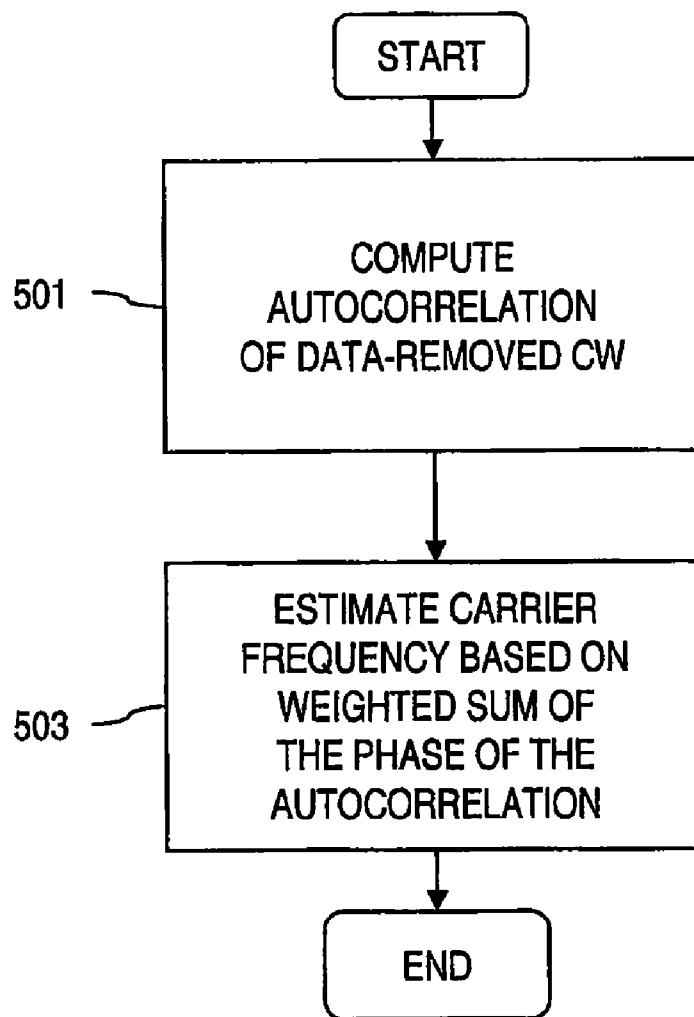 START
501
COMPUTE
AUTOCORRELATION
OF DATA-REMOVED CW
503
ESTIMATE CARRIER
FREQUENCY BASED ON
WEIGHTED SUM OF
THE PHASE OF THE
AUTOCORRELATION
END